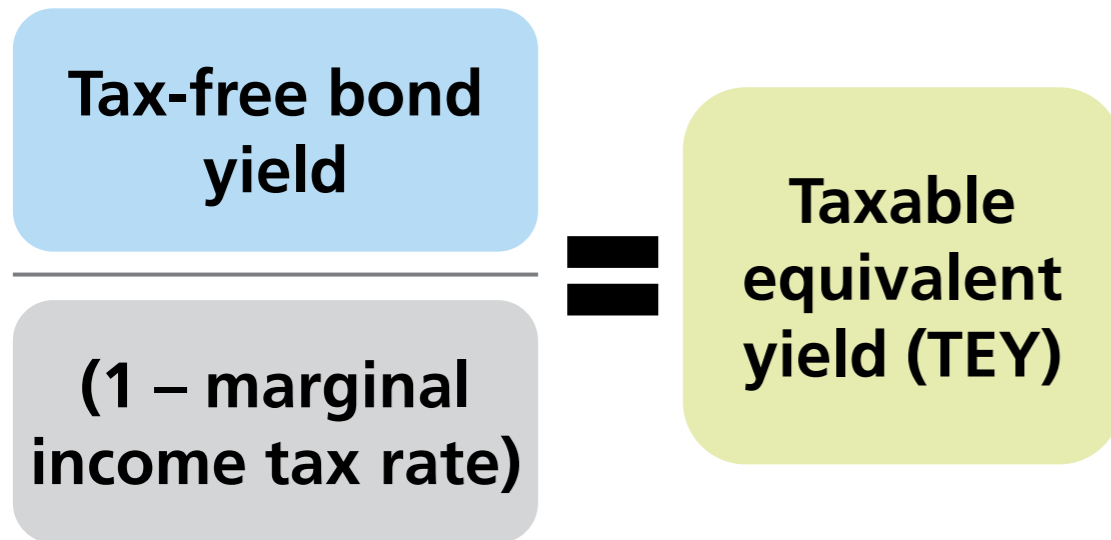 Tax-free bond
yield
(1 – marginal
income tax rate)
=
Taxable
equivalent
yield (TEY)